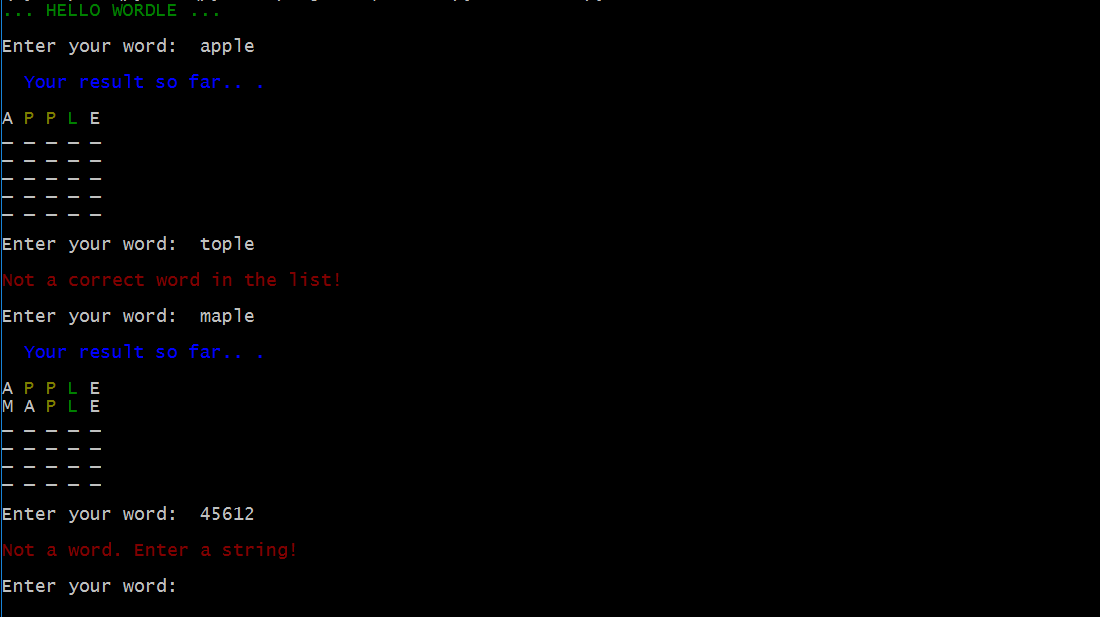 ... HELLO WORDLE ...
Enter your word:  apple
Your result so far.. .
A P P L E
_ _ _ _ _
_ _ _ _ _
_ _ _ _ _
_ _ _ _ _
_ _ _ _ _
Enter your word:  tople
Not a correct word in the list!
Enter your word:  maple
Your result so far.. .
A P P L E
M A P L E
_ _ _ _ _
_ _ _ _ _
_ _ _ _ _
_ _ _ _ _
Enter your word:  45612
Not a word. Enter a string!
Enter your word: